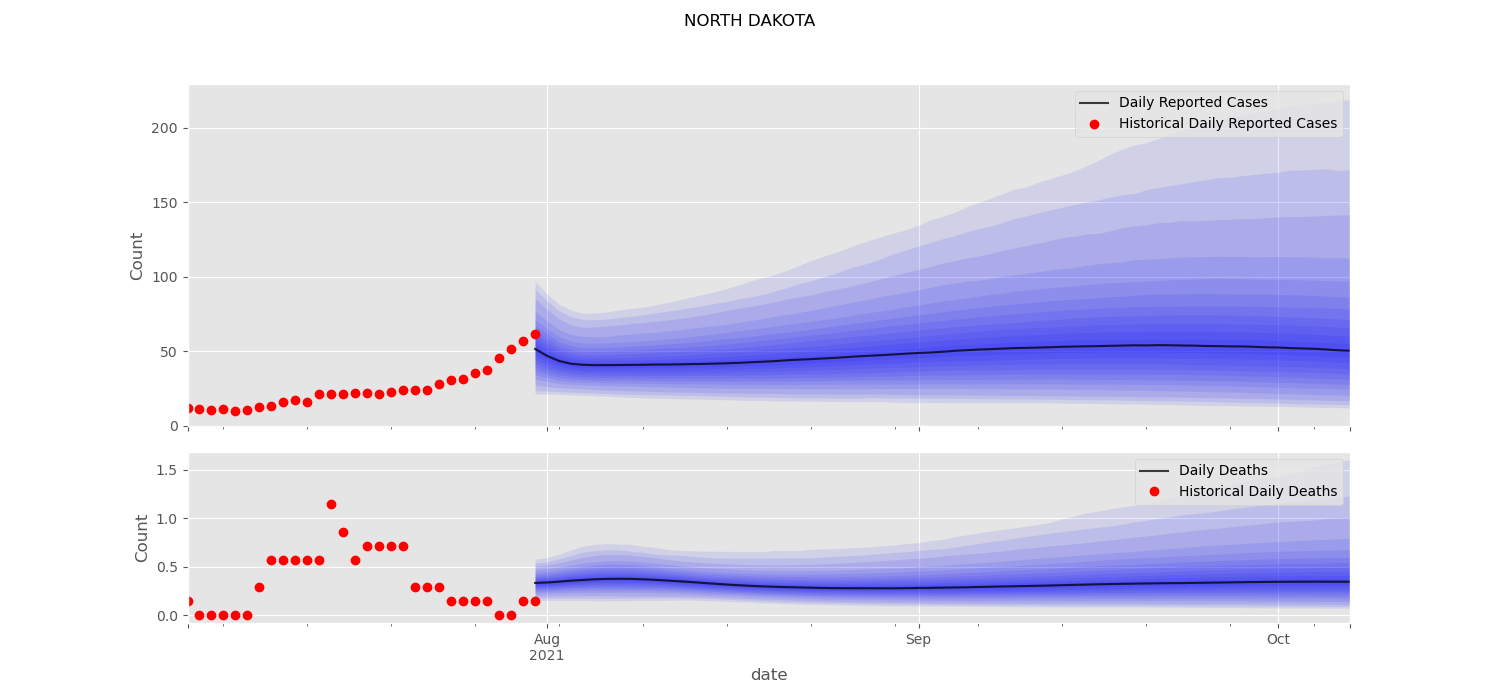 NORTH DAKOTA
Daily Reported Cases
Historical Daily Reported Cases
200
150
100
50
0
Count
Daily Deaths
Historical Daily Deaths
1.5
1.0
0.5
0.0
Count
Aug
2021
Sep
Oct
date